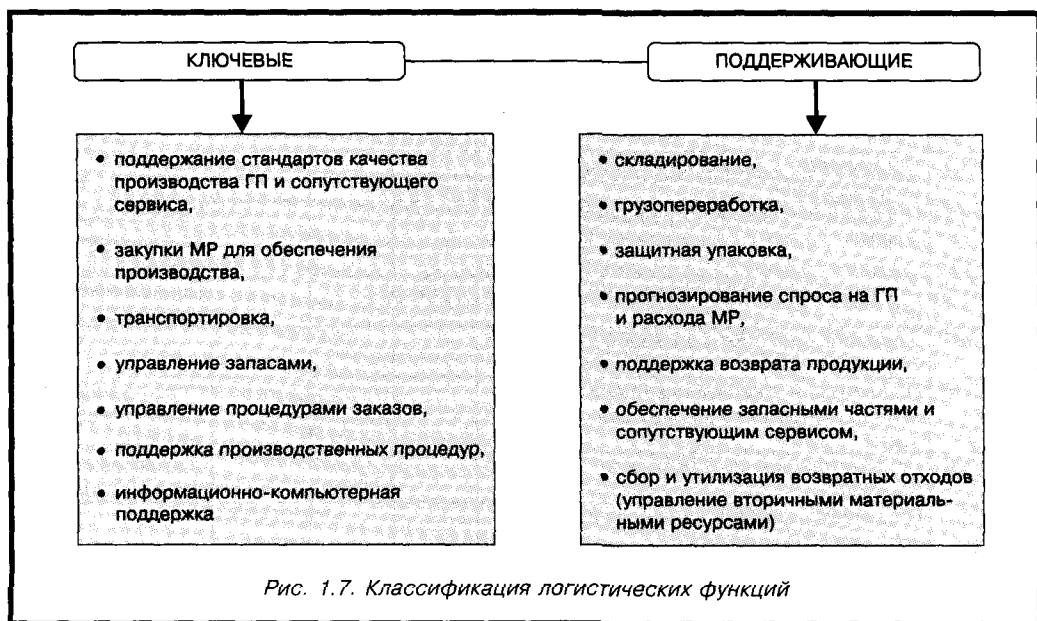 КЛЮЧЕВЫЕ
ПОДДЕРЖИВАЮЩИЕ
• поддержание стандартов качества
производства ГП и сопутствующего
сервиса,
• закупки МР для обеспечения
производства,
• транспортировка,
• управление запасами,
• управление процедурами заказов,
• поддержка производственных процедур,
• информационно-компьютерная
поддержка
• складирование,
• грузопереработка,
• защитная упаковка,
• прогнозирование спроса на ГП
и расхода МР,
• поддержка возврата продукции,
• обеспечение запасными частями и
сопутствующим сервисом,
• сбор и утилизация возвратных отходов
(управление вторичными материаль-
ными ресурсами)
Рис. 1.7. Классификация логистических функций